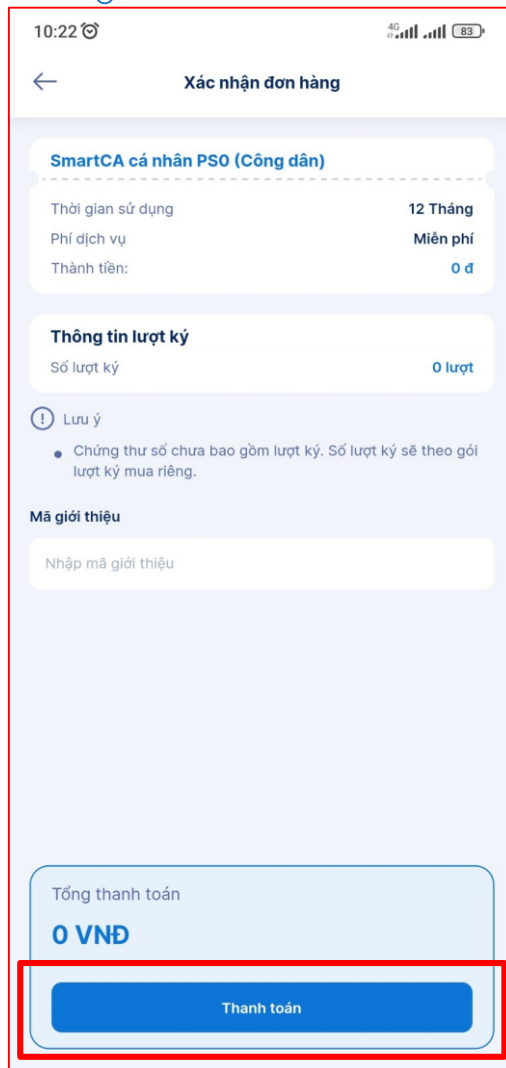 10:22
4G
83
Xác nhận đơn hàng
SmartCA cá nhân PS0 (Công dân)
Thời gian sử dụng 12 Tháng
Phí dịch vụ Miễn phí
Thành tiền: 0 đ
Thông tin lượt ký
Số lượt ký 0 lượt
Lưu ý
Chứng thư số chưa bao gồm lượt ký. Số lượt ký sẽ theo gói
lượt ký mua riêng.
Mã giới thiệu
Nhập mã giới thiệu
Tổng thanh toán
0 VNĐ
Thanh toán